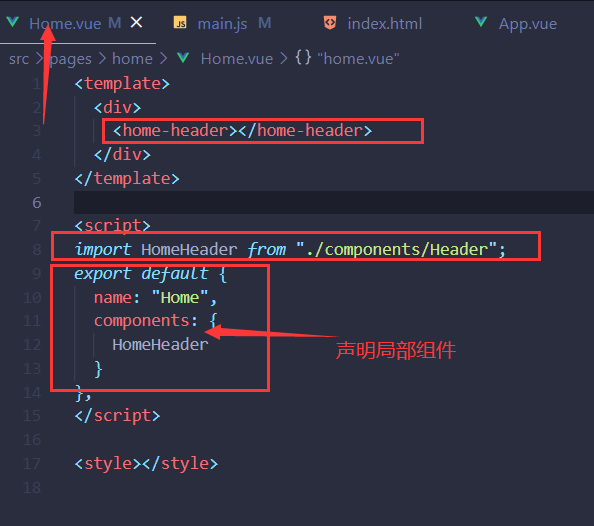 Home.vue M × JS main.js M index.html App.vue
src > pages > home > Home.vue > {} "home.vue"
1 <template>
2 <div>
3 <home-header></home-header>
4 </div>
5 </template>
6
7 <script>
8 import HomeHeader from "./components/Header";
9 export default {
10 name: "Home",
11 components: {
12 HomeHeader
声明局部组件
13 }
14 };
15 </script>
16
17 <style></style>
18